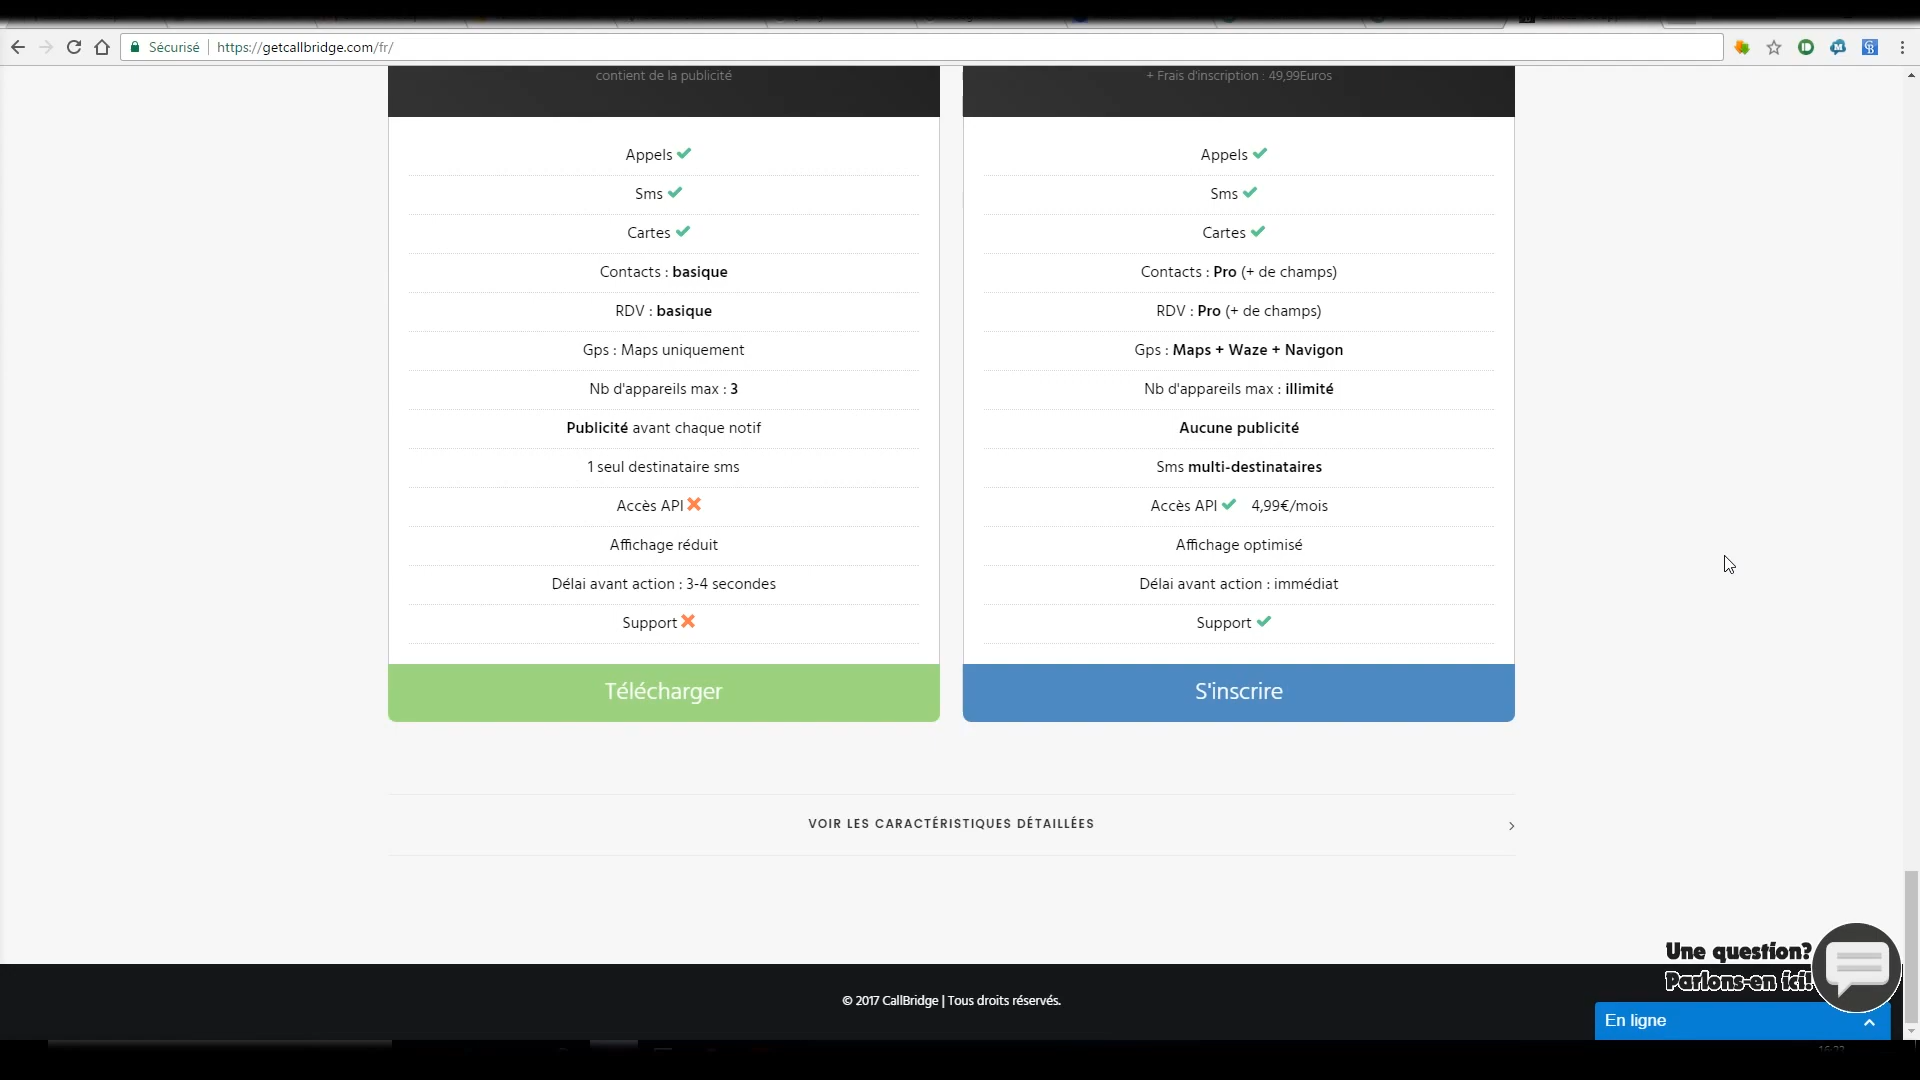 Sécurisé
https://getcallbridge.com/fr/
contient de la publicité
Appels
Sms
Cartes
Contacts : basique
RDV : basique
Gps : Maps uniquement
Nb d'appareils max : 3
Publicité avant chaque notif
1 seul destinataire sms
Accès API
Affichage réduit
Délai avant action : 3-4 secondes
Support
Télécharger
+ Frais d'inscription : 49,99Euros
Appels
Sms
Cartes
Contacts : Pro (+ de champs)
RDV : Pro (+ de champs)
Gps : Maps + Waze + Navigon
Nb d'appareils max : illimité
Aucune publicité
Sms multi-destinataires
Accès API 4,99€/mois
Affichage optimisé
Délai avant action : immédiat
Support
S'inscrire
VOIR LES CARACTÉRISTIQUES DÉTAILLÉES
Une question?
Parlons-en ici!
© 2017 CallBridge | Tous droits réservés.
En ligne